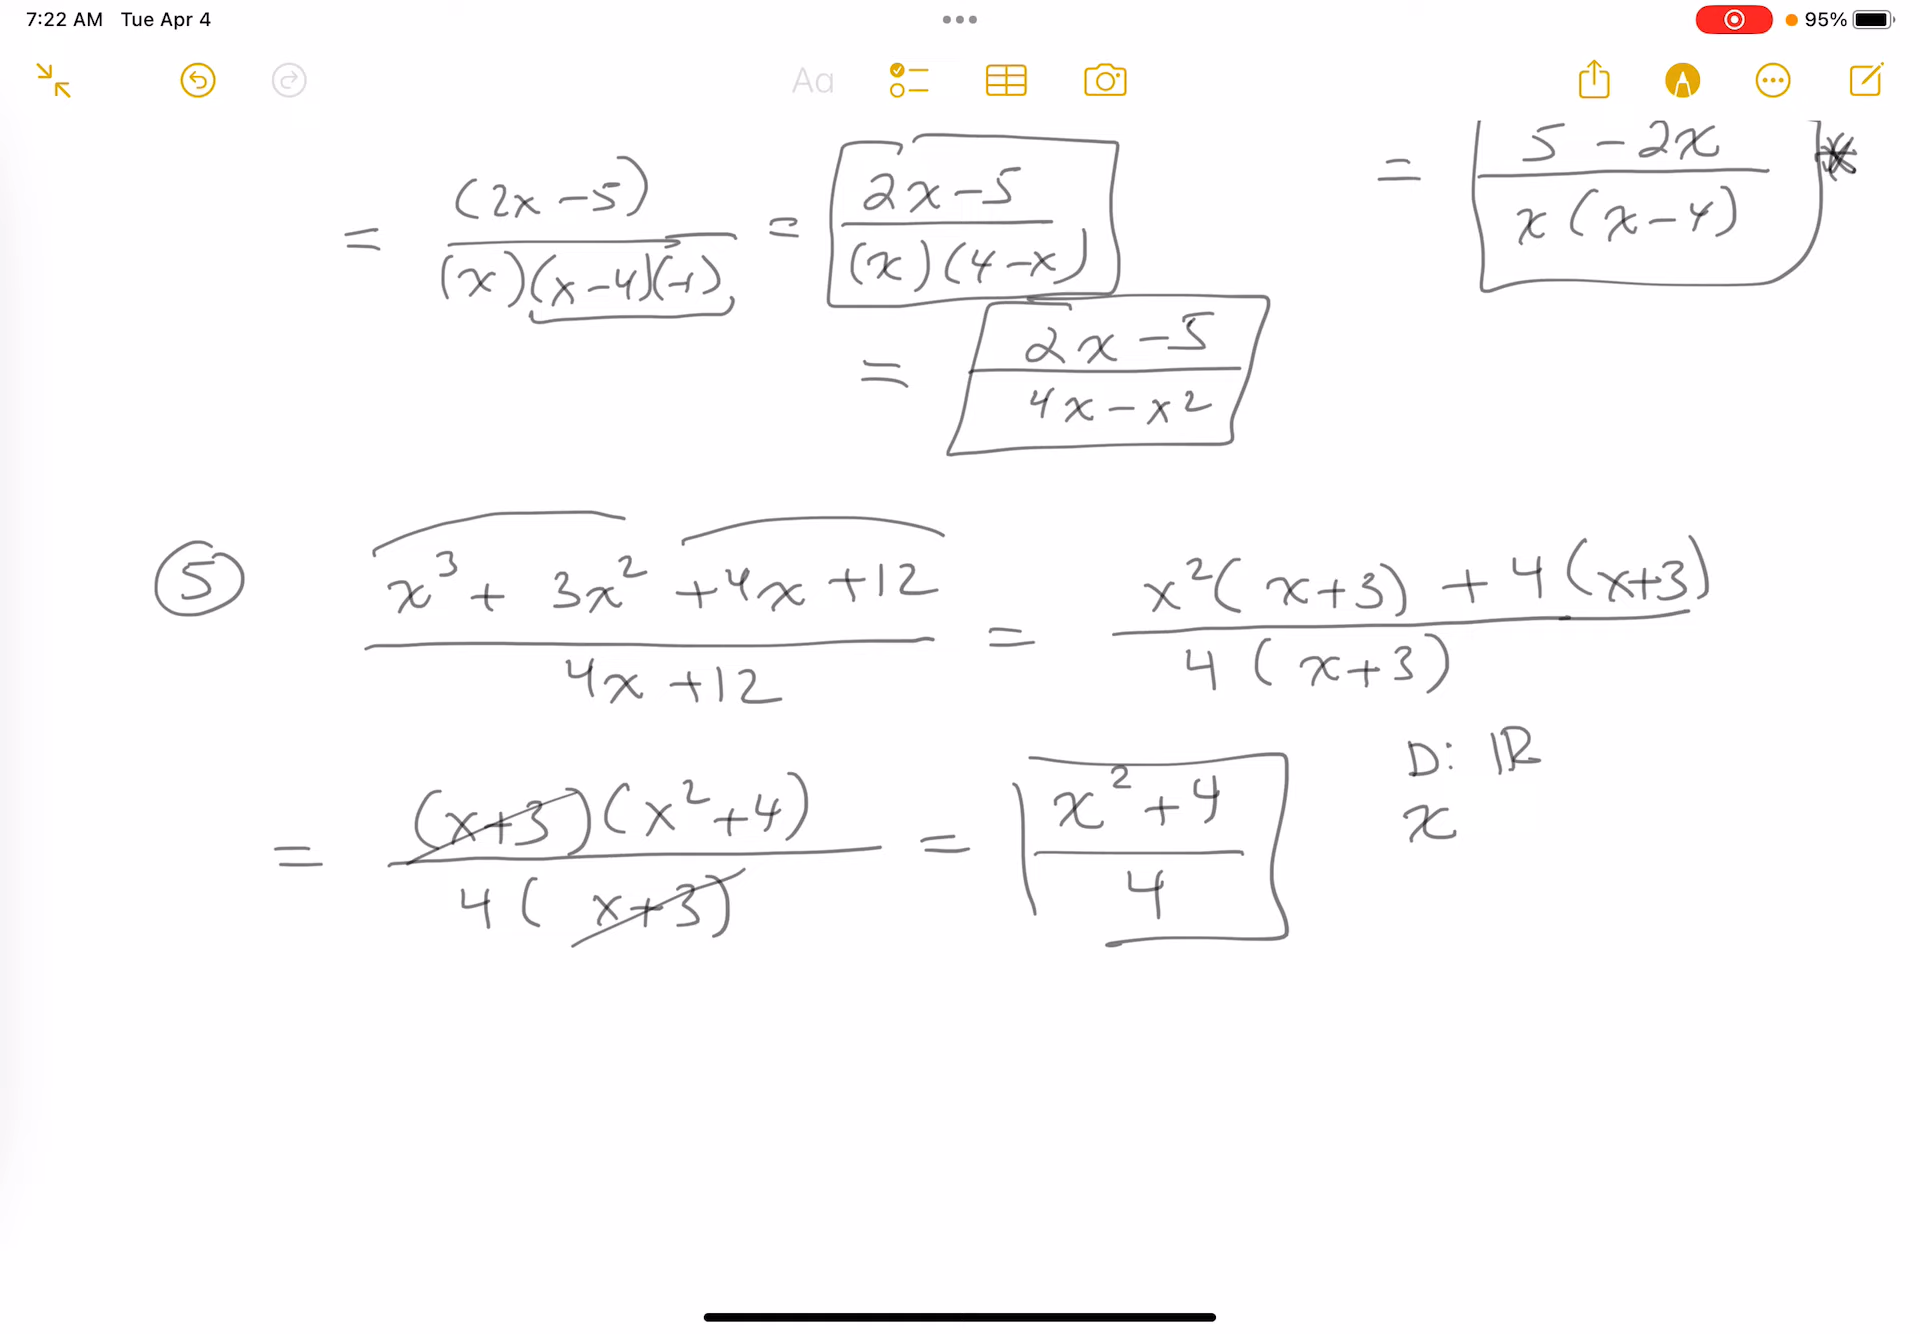 7:22 AM Tue Apr 4
95%
Aa
= (2x-5) / (x)(x-4)(-1) = 2x-5 / (x)(4-x)
= 5-2x / x(x-4) *
= 2x-5 / 4x-x²
⑤ x³+3x²+4x+12 / 4x+12 = x²(x+3)+4(x+3) / 4(x+3)
= (x+3)(x²+4) / 4(x+3) = x²+4 / 4
D: ℝ
x